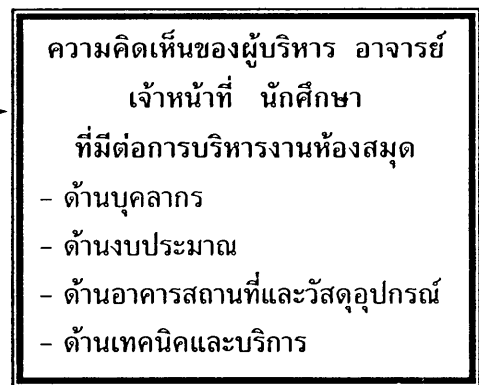 ความคิดเห็นของผู้บริหาร อาจารย์
เจ้าหน้าที่ นักศึกษา
ที่มีต่อการบริหารงานห้องสมุด
- ด้านบุคลากร
- ด้านงบประมาณ
- ด้านอาคารสถานที่และวัสดุอุปกรณ์
- ด้านเทคนิคและบริการ